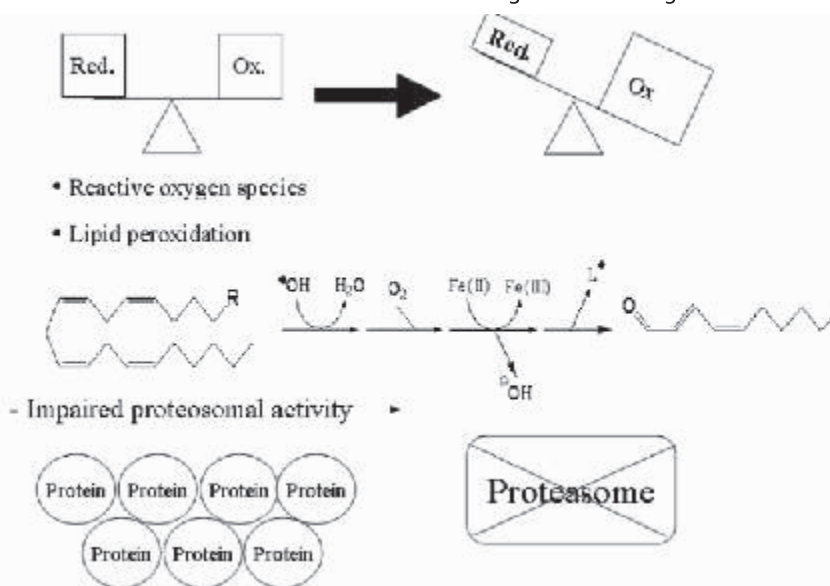 Red. Ox. Red. Ox
• Reactive oxygen species
• Lipid peroxidation
R •OH H₂O O₂ Fe(II) Fe(III) L• O
OH
- Impaired proteosomal activity
Protein Protein Protein Protein
Proteasome
Protein Protein Protein